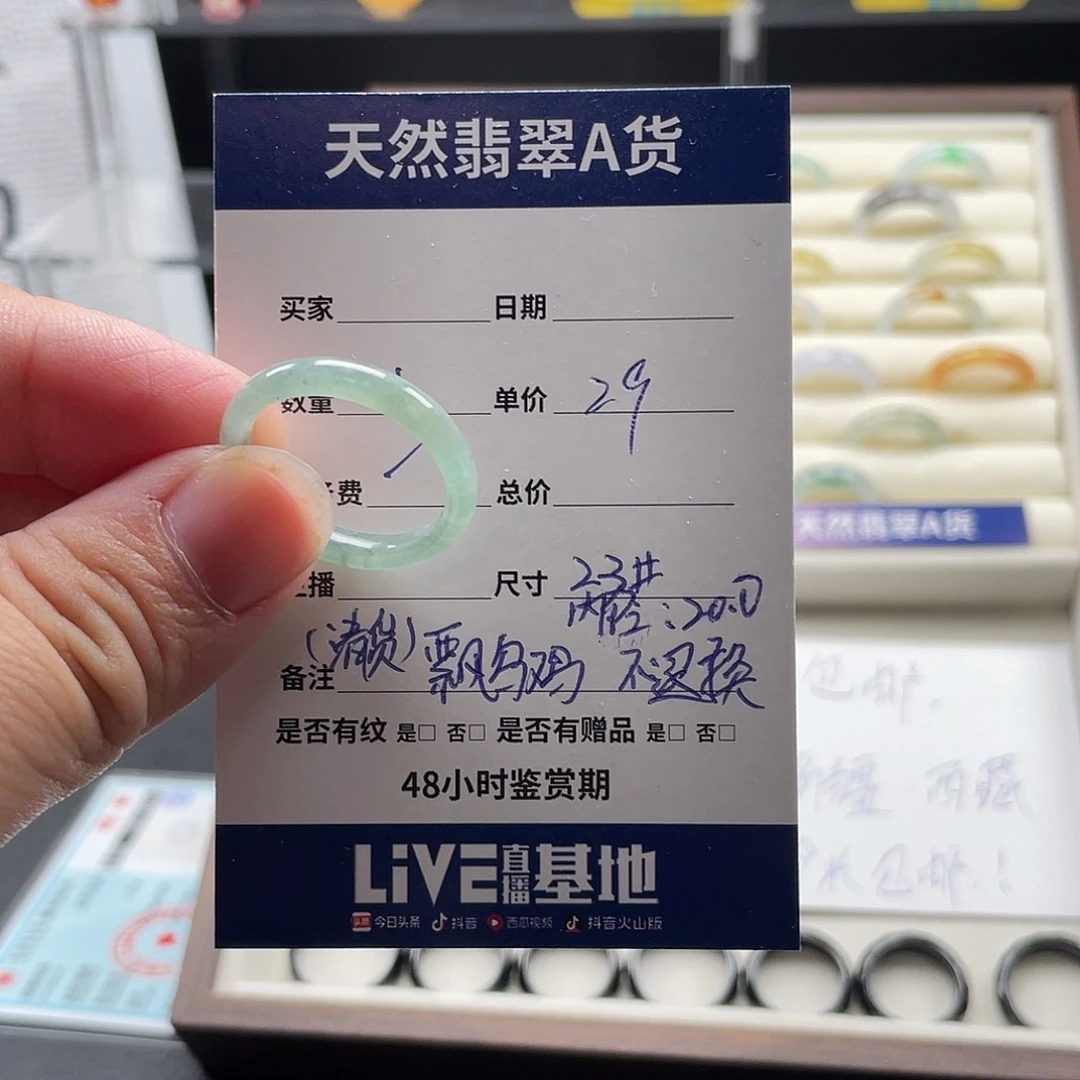 天然翡翠A货
买家 日期
数量 单价 29
费 总价
播 尺寸 23#
内径:20.0
备注 (清货) 飘乌鸡 不退换
是否有纹 是□ 否□ 是否有赠品 是□ 否□
48小时鉴赏期
LiVE直播基地
今日头条 抖音 西瓜视频 抖音火山版
天然翡翠A货
包邮.
新疆 西藏
包邮.!